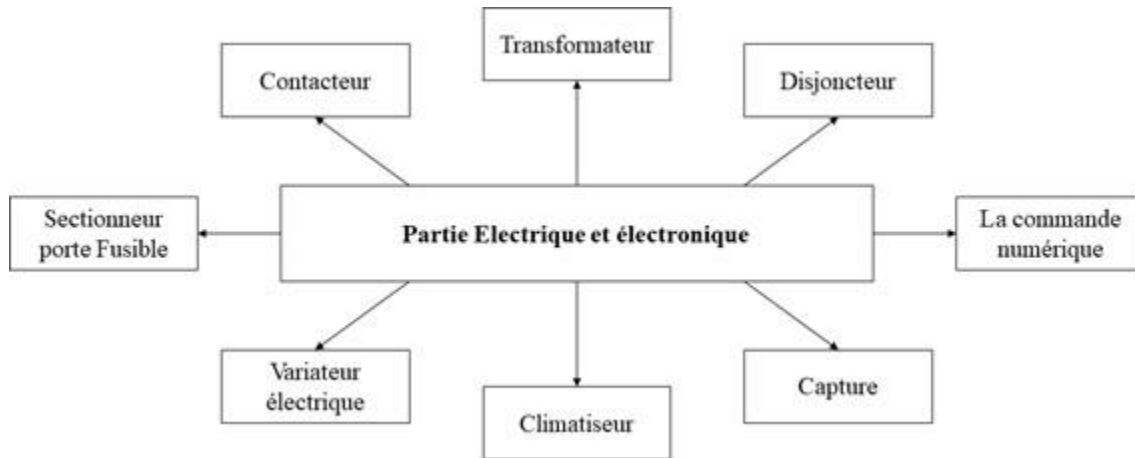 Transformateur
Contacteur
Disjoncteur
Sectionneur
porte Fusible
Partie Electrique et électronique
La commande
numérique
Variateur
électrique
Climatiseur
Capture